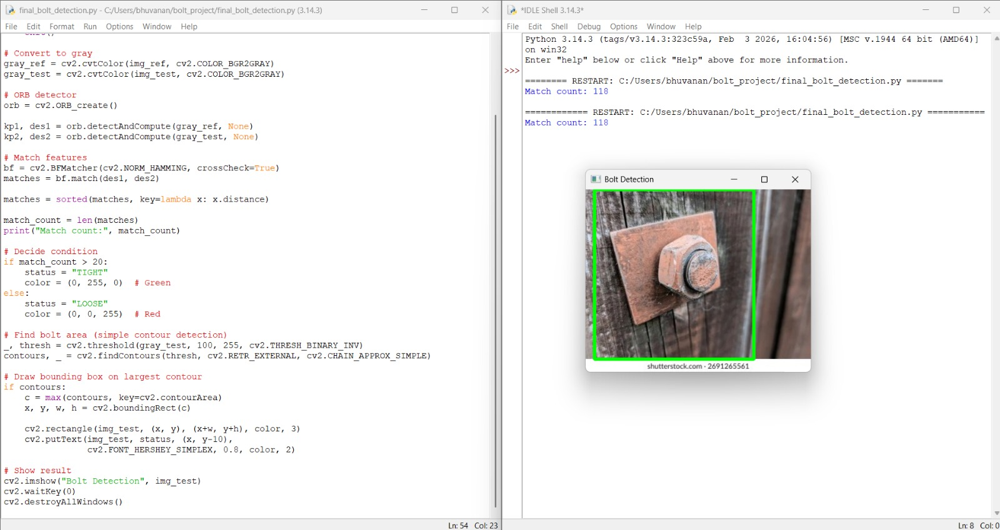 final_bolt_detection.py - C:/Users/bhuvanan/bolt_project/final_bolt_detection.py (3.14.3)
File Edit Format Run Options Window Help
# Convert to gray
gray_ref = cv2.cvtColor(img_ref, cv2.COLOR_BGR2GRAY)
gray_test = cv2.cvtColor(img_test, cv2.COLOR_BGR2GRAY)
# ORB detector
orb = cv2.ORB_create()
kp1, des1 = orb.detectAndCompute(gray_ref, None)
kp2, des2 = orb.detectAndCompute(gray_test, None)
# Match features
bf = cv2.BFMatcher(cv2.NORM_HAMMING, crossCheck=True)
matches = bf.match(des1, des2)
matches = sorted(matches, key=lambda x: x.distance)
match_count = len(matches)
print("Match count:", match_count)
# Decide condition
if match_count > 20:
    status = "TIGHT"
    color = (0, 255, 0)  # Green
else:
    status = "LOOSE"
    color = (0, 0, 255)  # Red
# Find bolt area (simple contour detection)
_, thresh = cv2.threshold(gray_test, 100, 255, cv2.THRESH_BINARY_INV)
contours, _ = cv2.findContours(thresh, cv2.RETR_EXTERNAL, cv2.CHAIN_APPROX_SIMPLE)
# Draw bounding box on largest contour
if contours:
    c = max(contours, key=cv2.contourArea)
    x, y, w, h = cv2.boundingRect(c)
    cv2.rectangle(img_test, (x, y), (x+w, y+h), color, 3)
    cv2.putText(img_test, status, (x, y-10),
                cv2.FONT_HERSHEY_SIMPLEX, 0.8, color, 2)
# Show result
cv2.imshow("Bolt Detection", img_test)
cv2.waitKey(0)
cv2.destroyAllWindows()
Ln: 54 Col: 23
*IDLE Shell 3.14.3*
File Edit Shell Debug Options Window Help
Python 3.14.3 (tags/v3.14.3:323c59a, Feb  3 2026, 16:04:56) [MSC v.1944 64 bit (AMD64)]
on win32
Enter "help" below or click "Help" above for more information.
>>>
======== RESTART: C:/Users/bhuvanan/bolt_project/final_bolt_detection.py =======
Match count: 118
============ RESTART: C:/Users/bhuvanan/bolt_project/final_bolt_detection.py ===========
Match count: 118
Bolt Detection
shutterstock.com · 2691265561
Ln: 8 Col: 0